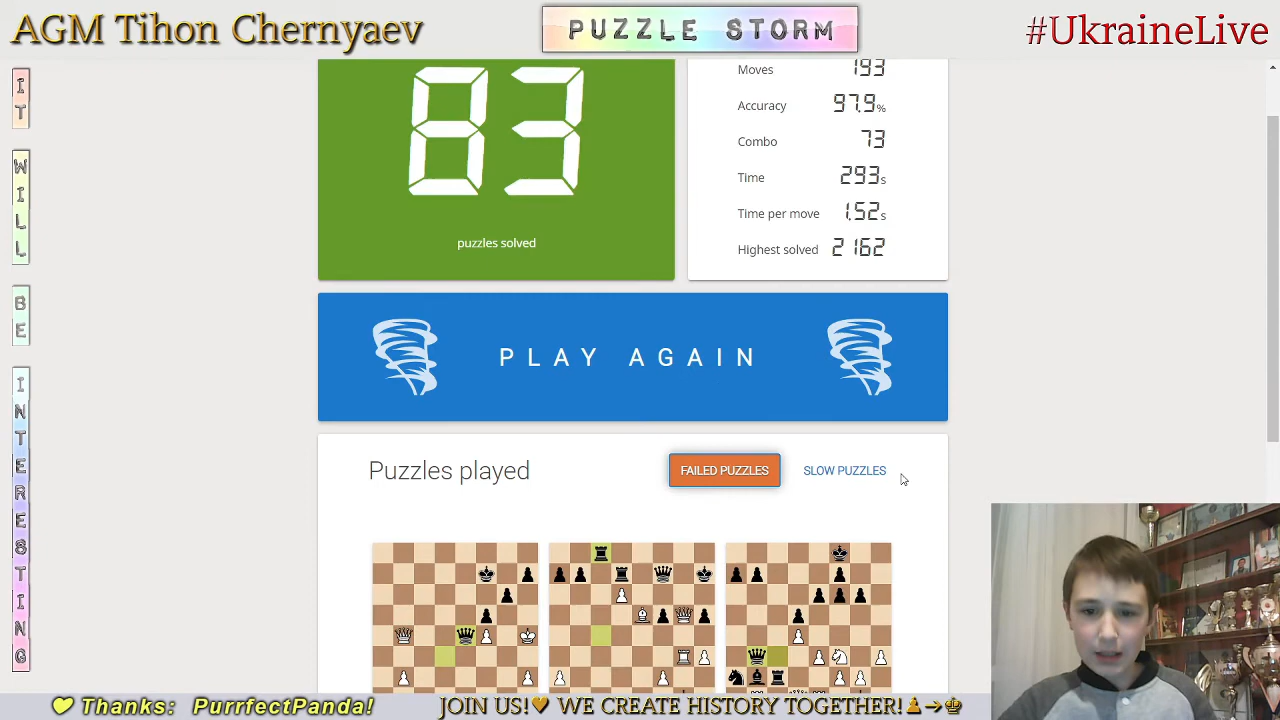 AGM Tihon Chernyaev
PUZZLE STORM
#UkraineLive
IT
WILL
BE
INTERESTING
83
puzzles solved
Moves 193
Accuracy 97.9%
Combo 73
Time 293s
Time per move 1.52s
Highest solved 2162
PLAY AGAIN
Puzzles played
FAILED PUZZLES
SLOW PUZZLES
Thanks: PurrfectPanda!
JOIN US! WE CREATE HISTORY TOGETHER!